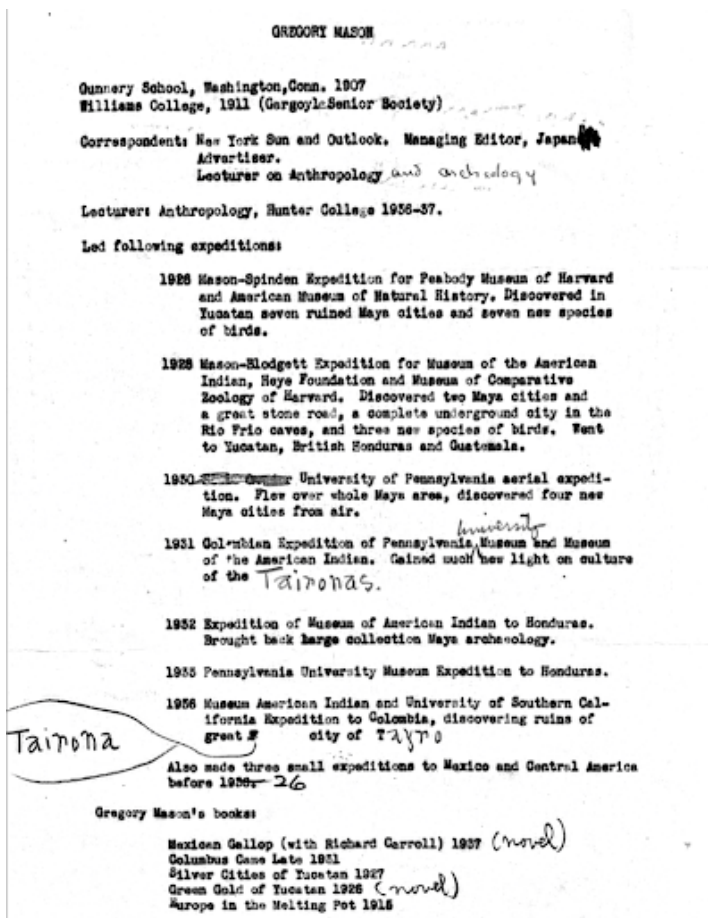 GREGORY MASON
Gunnery School, Washington,Conn. 1907
Williams College, 1911 (Gargoyle Senior Society)
Correspondent: New York Sun and Outlook. Managing Editor, Japan
Advertiser.
Lecturer on Anthropology and archeology
Lecturer: Anthropology, Hunter College 1936-37.
Led following expeditions:
1926 Mason-Spinden Expedition for Peabody Museum of Harvard
and American Museum of Natural History. Discovered in
Yucatan seven ruined Maya cities and seven new species
of birds.
1928 Mason-Blodgett Expedition for Museum of the American
Indian, Heye Foundation and Museum of Comparative
Zoology of Harvard. Discovered two Maya cities and
a great stone road, a complete underground city in the
Rio Frio caves, and three new species of birds. Went
to Yucatan, British Honduras and Guatemala.
1930 University of Pennsylvania aerial expedi-
tion. Flew over whole Maya area, discovered four new
Maya cities from air.
University
1931 Colombian Expedition of Pennsylvania Museum and Museum
of the American Indian. Gained much new light on culture
of the Taironas.
1932 Expedition of Museum of American Indian to Honduras.
Brought back large collection Maya archaeology.
1933 Pennsylvania University Museum Expedition to Honduras.
1936 Museum American Indian and University of Southern Cal-
ifornia Expedition to Colombia, discovering ruins of
great city of Tayro
Tairona
Also made three small expeditions to Mexico and Central America
before 26
Gregory Mason's books:
Mexican Gallop (with Richard Carroll) 1937 (novel)
Columbus Came Late 1931
Silver Cities of Yucatan 1927
Green Gold of Yucatan 1926 (novel)
Europe in the Melting Pot 1915